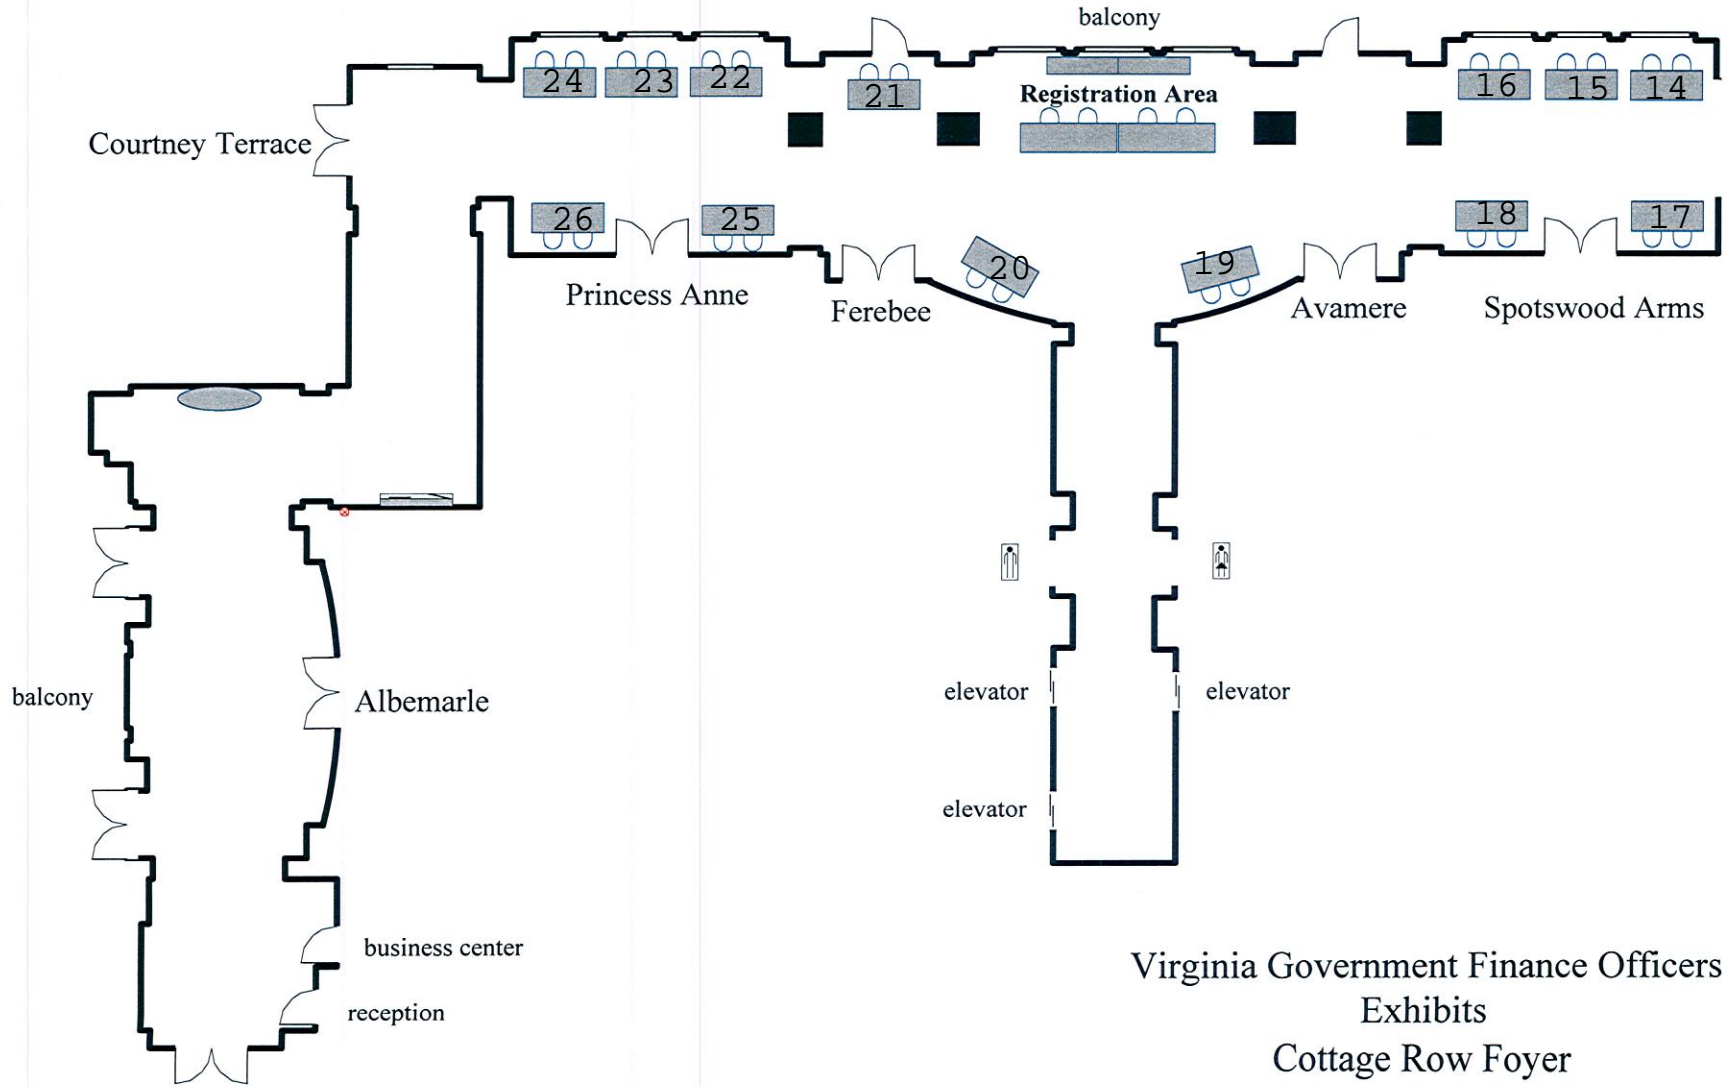 balcony
24
23
22
21
Registration Area
16
15
14
Courtney Terrace
26
25
18
17
20
19
Princess Anne
Ferebee
Avamere
Spotswood Arms
balcony
Albemarle
elevator
elevator
elevator
business center
reception
Virginia Government Finance Officers
Exhibits
Cottage Row Foyer